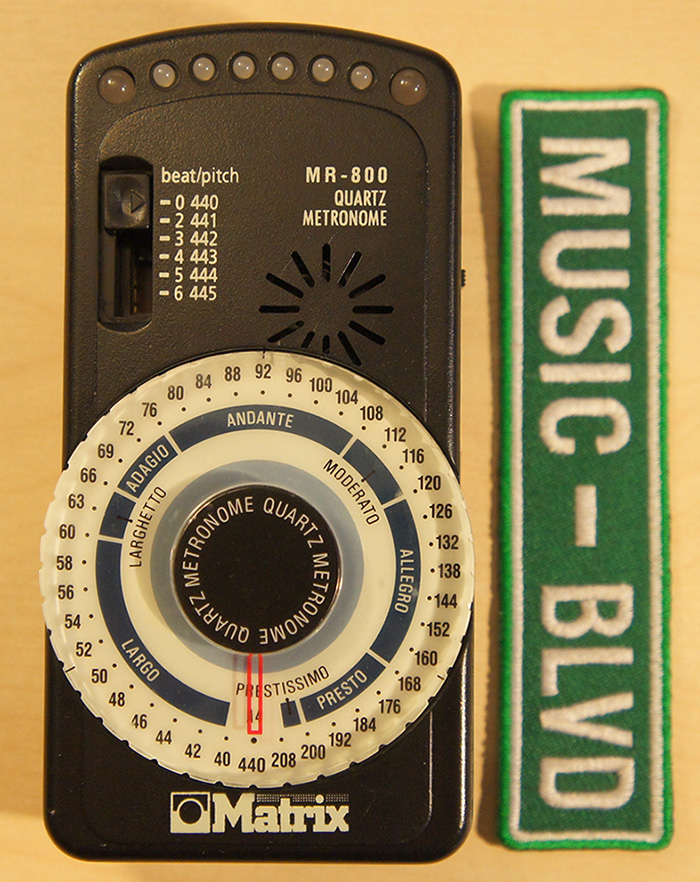 beat/pitch
0 440
2 441
3 442
4 443
5 444
6 445
MR-800
QUARTZ
METRONOME
40 42 44 46 48 50 52 54 56 58 60 63 66 69 72 76 80 84 88 92 96 100 104 108 112 116 120 126 132 138 144 152 160 168 176 184 192 200 208 440
LARGO
LARGHETTO
ADAGIO
ANDANTE
MODERATO
ALLEGRO
PRESTO
PRESTISSIMO
A4
METRONOME QUARTZ METRONOME QUARTZ
Matrix
MUSIC - BLVD